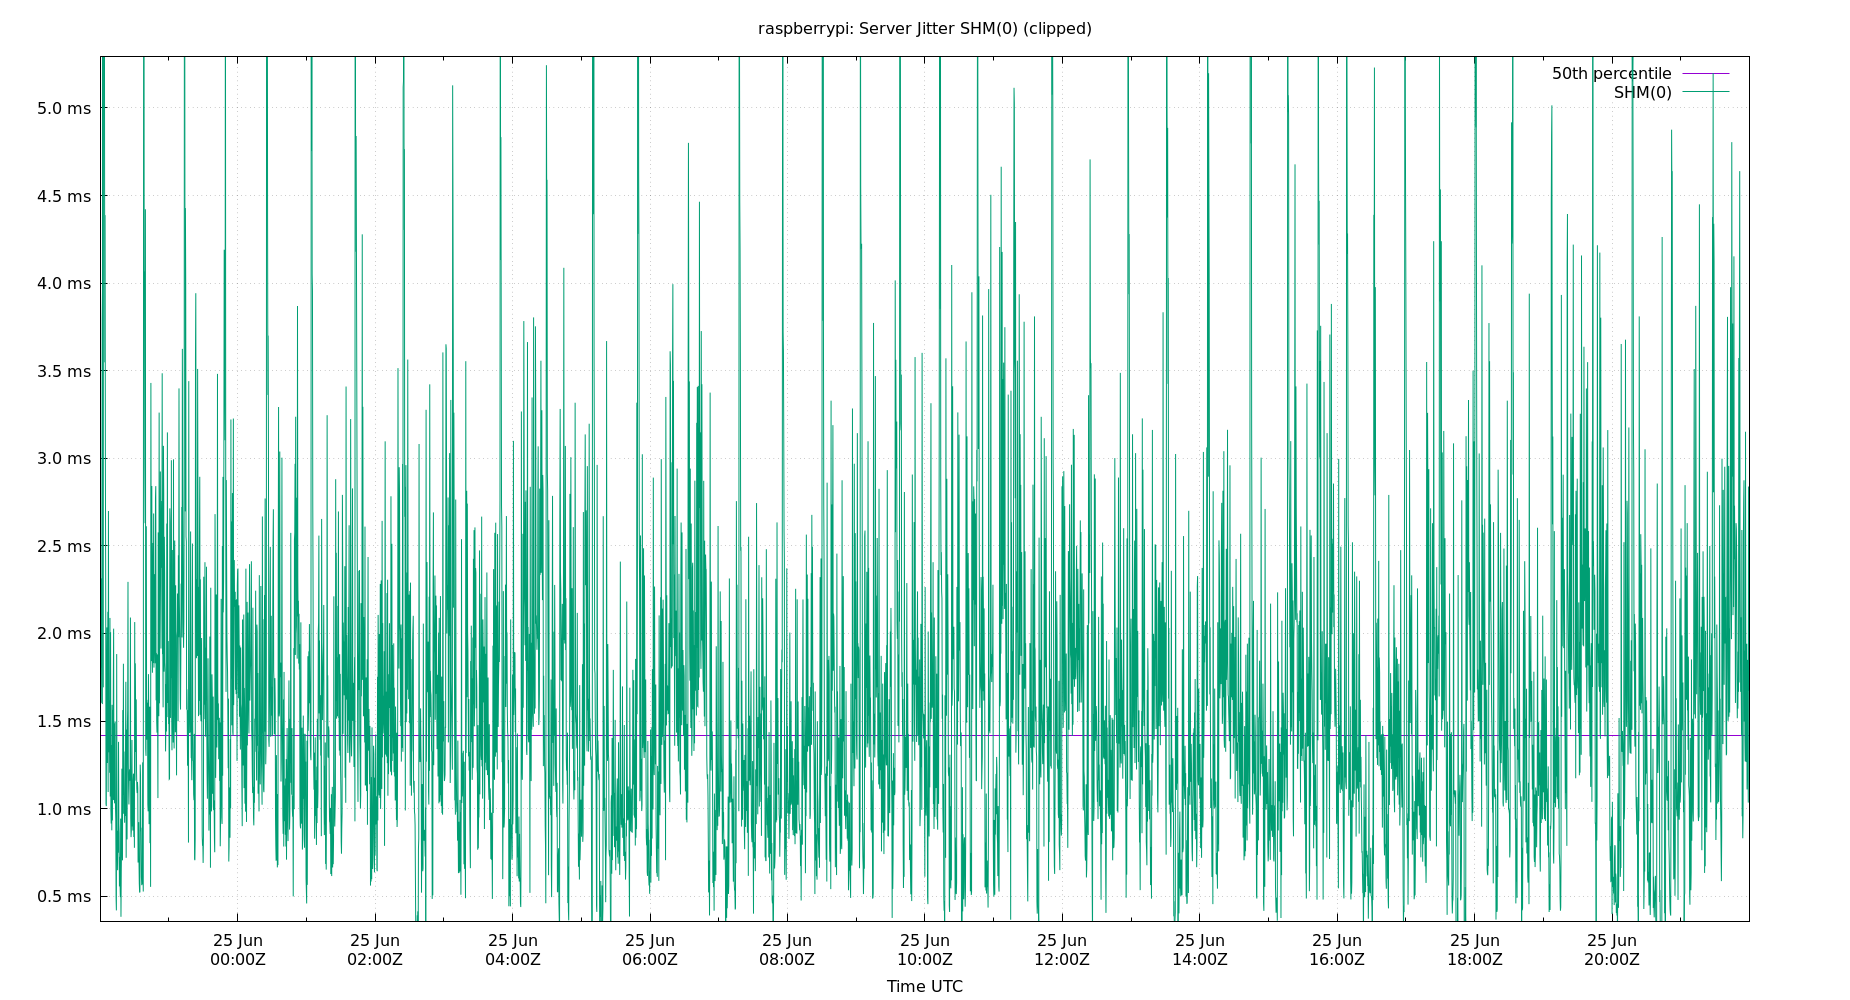 raspberrypi: Server Jitter SHM(0) (clipped)
50th percentile
SHM(0)
5.0 ms
4.5 ms
4.0 ms
3.5 ms
3.0 ms
2.5 ms
2.0 ms
1.5 ms
1.0 ms
0.5 ms
25 Jun 25 Jun 25 Jun 25 Jun 25 Jun 25 Jun 25 Jun 25 Jun 25 Jun 25 Jun 25 Jun
00:00Z 02:00Z 04:00Z 06:00Z 08:00Z 10:00Z 12:00Z 14:00Z 16:00Z 18:00Z 20:00Z
Time UTC